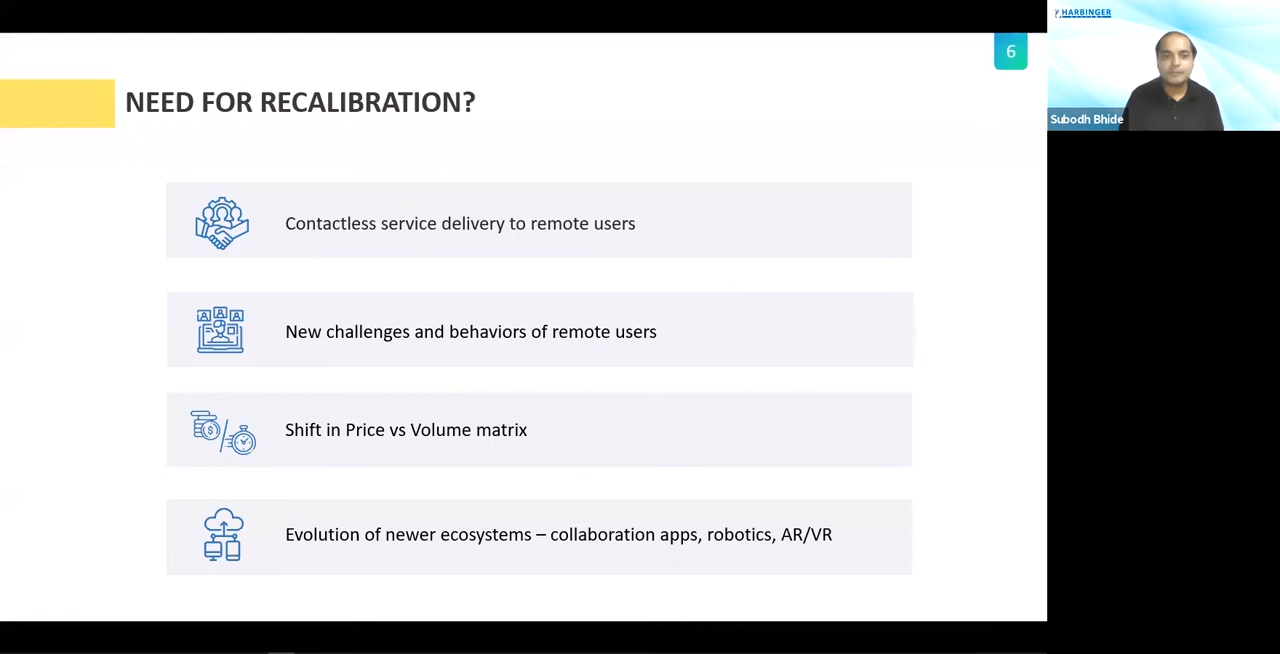 6
HARBINGER
NEED FOR RECALIBRATION?
Subodh Bhide
Contactless service delivery to remote users
New challenges and behaviors of remote users
Shift in Price vs Volume matrix
Evolution of newer ecosystems – collaboration apps, robotics, AR/VR